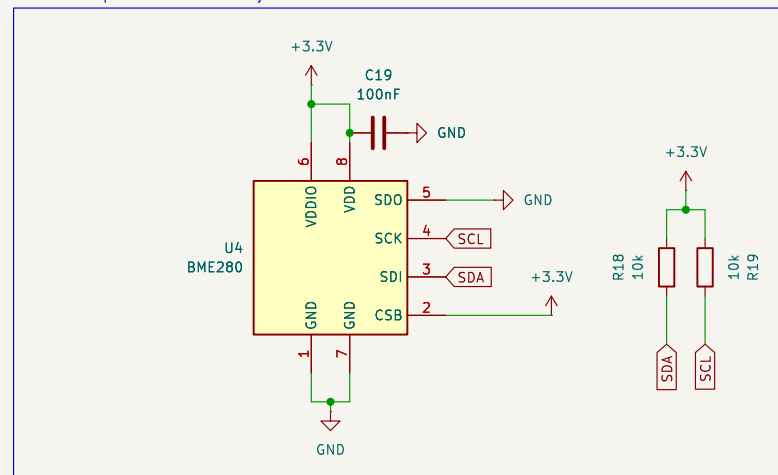 +3.3V
C19
100nF
GND
6
8
VDDIO
VDD
SDO
5
GND
U4
BME280
SCK
4
SCL
SDI
3
SDA
+3.3V
CSB
2
GND
GND
1
7
GND
+3.3V
R18
10k
10k
R19
SDA
SCL